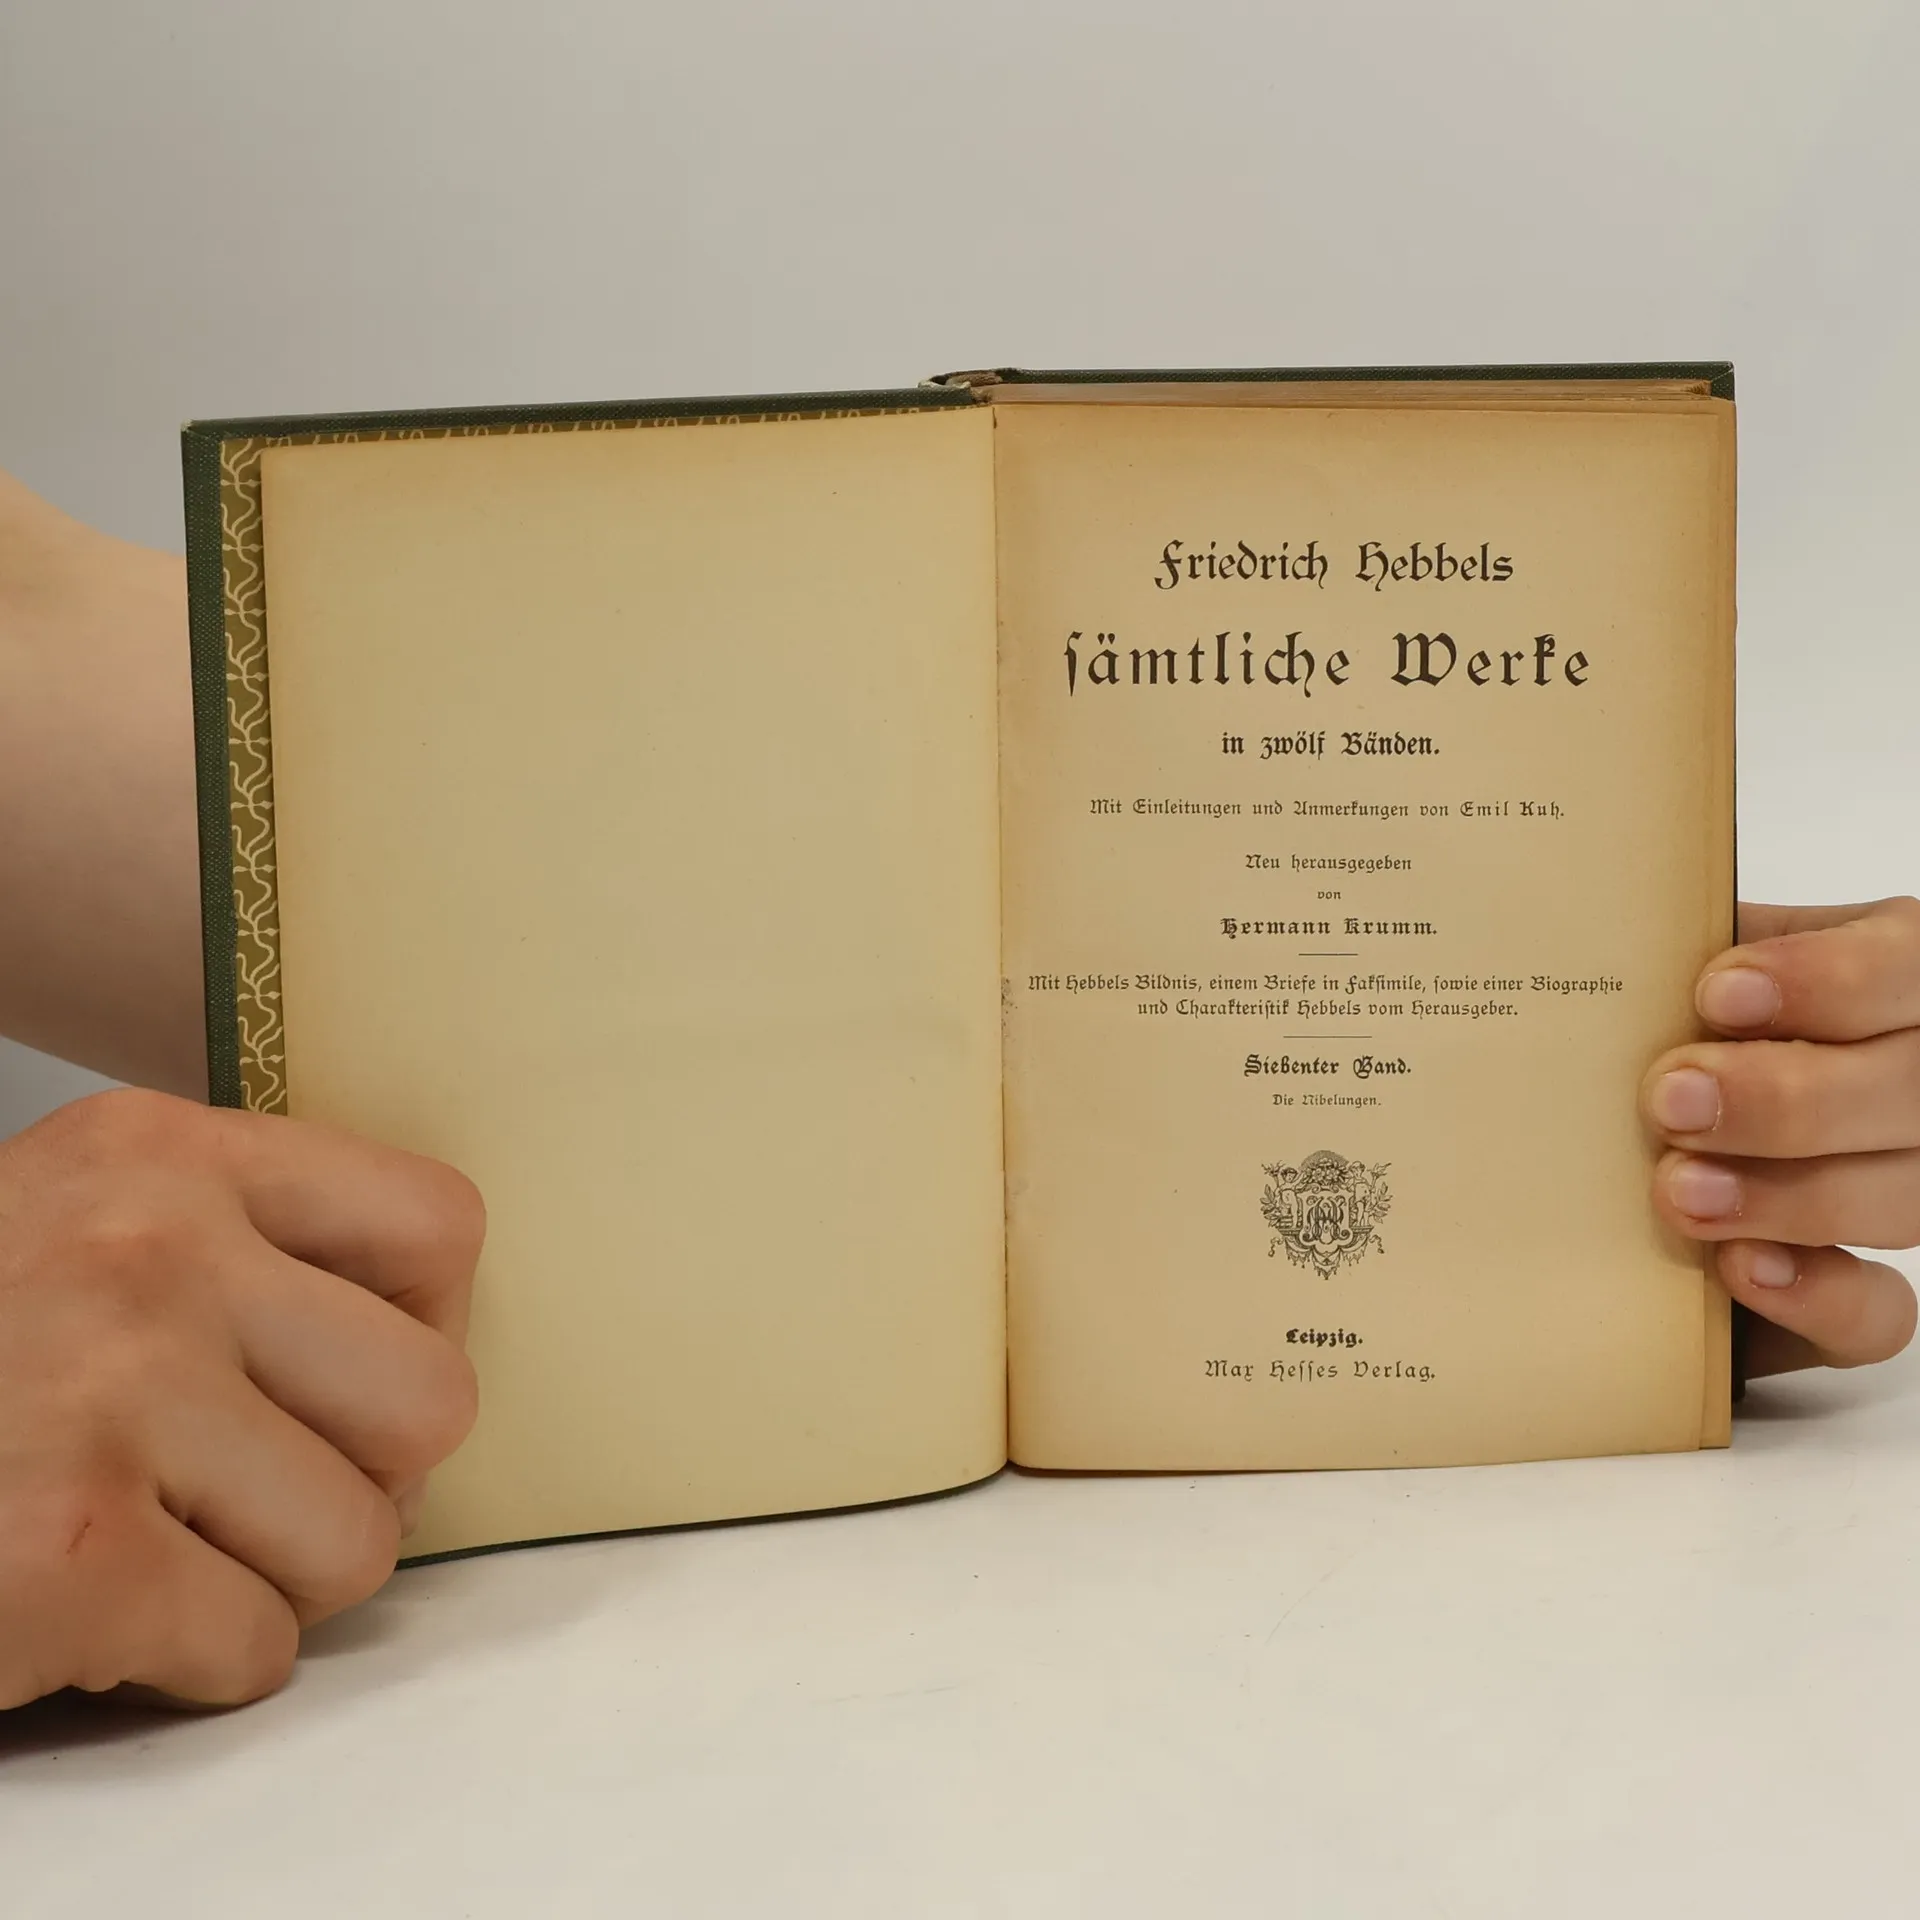 Friedrich Hebbels
ſämtliche Werke
in zwölf Bänden.
Mit Einleitungen und Anmerkungen von Emil Kuh.
Neu herausgegeben
von
Hermann Krumm.
Mit Hebbels Bildnis, einem Briefe in Fakſimile, ſowie einer Biographie
und Charakteriſtik Hebbels vom Herausgeber.
Siebenter Band.
Die Nibelungen.
Leipzig.
Max Heſſes Verlag.